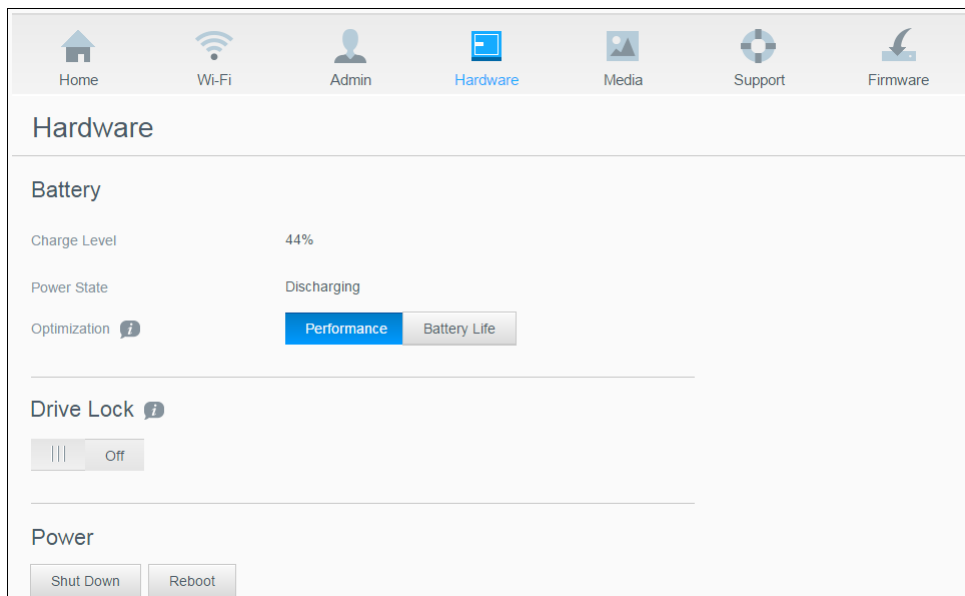 Home Wi-Fi Admin Hardware Media Support Firmware
Hardware
Battery
Charge Level 44%
Power State Discharging
Optimization i Performance Battery Life
Drive Lock i
Off
Power
Shut Down Reboot